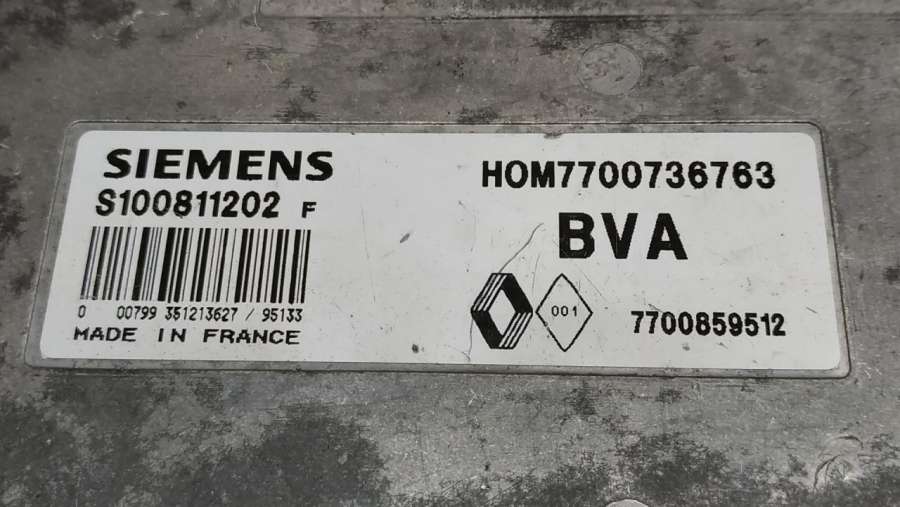 SIEMENS
S100811202 F
0 00799 351213627 / 95133
MADE IN FRANCE
HOM7700736763
BVA
001
7700859512